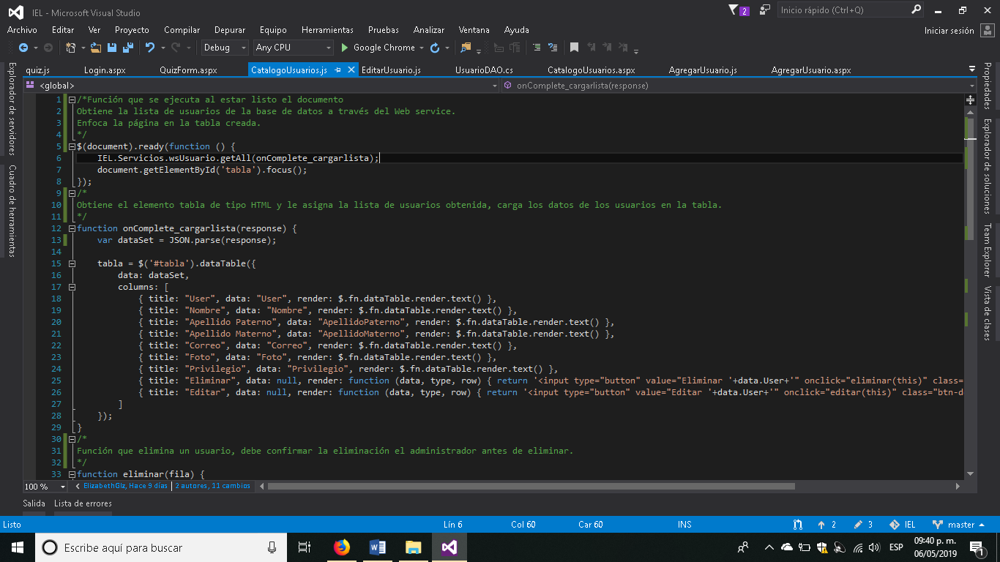 IEL - Microsoft Visual Studio
2
Inicio rápido (Ctrl+Q)
Archivo Editar Ver Proyecto Compilar Depurar Equipo Herramientas Pruebas Analizar Ventana Ayuda
Iniciar sesión
Debug Any CPU Google Chrome
quiz.js Login.aspx QuizForm.aspx CatalogoUsuarios.js EditarUsuario.js UsuarioDAO.cs CatalogoUsuarios.aspx AgregarUsuario.js AgregarUsuario.aspx
<global> onComplete_cargarlista(response)
Explorador de servidores
Cuadro de herramientas
Propiedades
Explorador de soluciones
Team Explorer
Vista de clases
1 /*Función que se ejecuta al estar listo el documento
2 Obtiene la lista de usuarios de la base de datos a través del Web service.
3 Enfoca la página en la tabla creada.
4 */
5 $(document).ready(function () {
6 IEL.Servicios.wsUsuario.getAll(onComplete_cargarlista);
7 document.getElementById('tabla').focus();
8 });
9 /*
10 Obtiene el elemento tabla de tipo HTML y le asigna la lista de usuarios obtenida, carga los datos de los usuarios en la tabla.
11 */
12 function onComplete_cargarlista(response) {
13 var dataSet = JSON.parse(response);
14
15 tabla = $('#tabla').dataTable({
16 data: dataSet,
17 columns: [
18 { title: "User", data: "User", render: $.fn.dataTable.render.text() },
19 { title: "Nombre", data: "Nombre", render: $.fn.dataTable.render.text() },
20 { title: "Apellido Paterno", data: "ApellidoPaterno", render: $.fn.dataTable.render.text() },
21 { title: "Apellido Materno", data: "ApellidoMaterno", render: $.fn.dataTable.render.text() },
22 { title: "Correo", data: "Correo", render: $.fn.dataTable.render.text() },
23 { title: "Foto", data: "Foto", render: $.fn.dataTable.render.text() },
24 { title: "Privilegio", data: "Privilegio", render: $.fn.dataTable.render.text() },
25 { title: "Eliminar", data: null, render: function (data, type, row) { return '<input type="button" value="Eliminar '+data.User+'" onclick="eliminar(this)" class=
26 { title: "Editar", data: null, render: function (data, type, row) { return '<input type="button" value="Editar '+data.User+'" onclick="editar(this)" class="btn-d
27 ]
28 });
29 }
30 /*
31 Función que elimina un usuario, debe confirmar la eliminación el administrador antes de eliminar.
32 */
33 function eliminar(fila) {
100 % ElizabethGlz, Hace 9 días | 2 autores, 11 cambios
Salida Lista de errores
Listo Lín 6 Col 60 Car 60 INS 2 3 IEL master
Escribe aquí para buscar
ESP
09:40 p. m.
06/05/2019
1